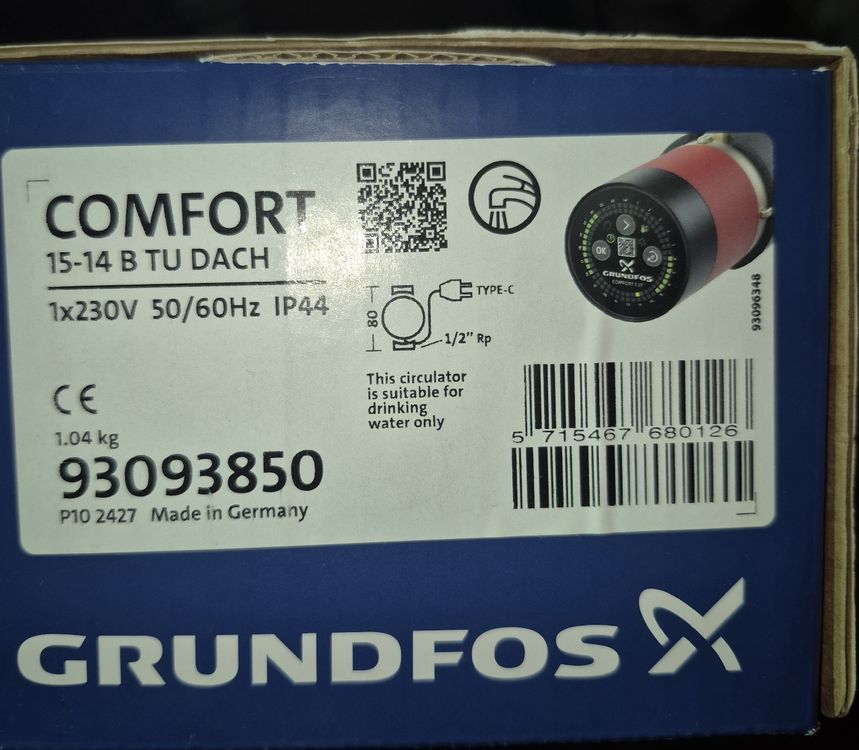 COMFORT
15-14 B TU DACH
1x230V 50/60Hz IP44
CE
1.04 kg
93093850
P10 2427 Made in Germany
80
TYPE-C
1/2" Rp
This circulator
is suitable for
drinking
water only
OK
GRUNDFOS
93096348
5 715467 680126
GRUNDFOS